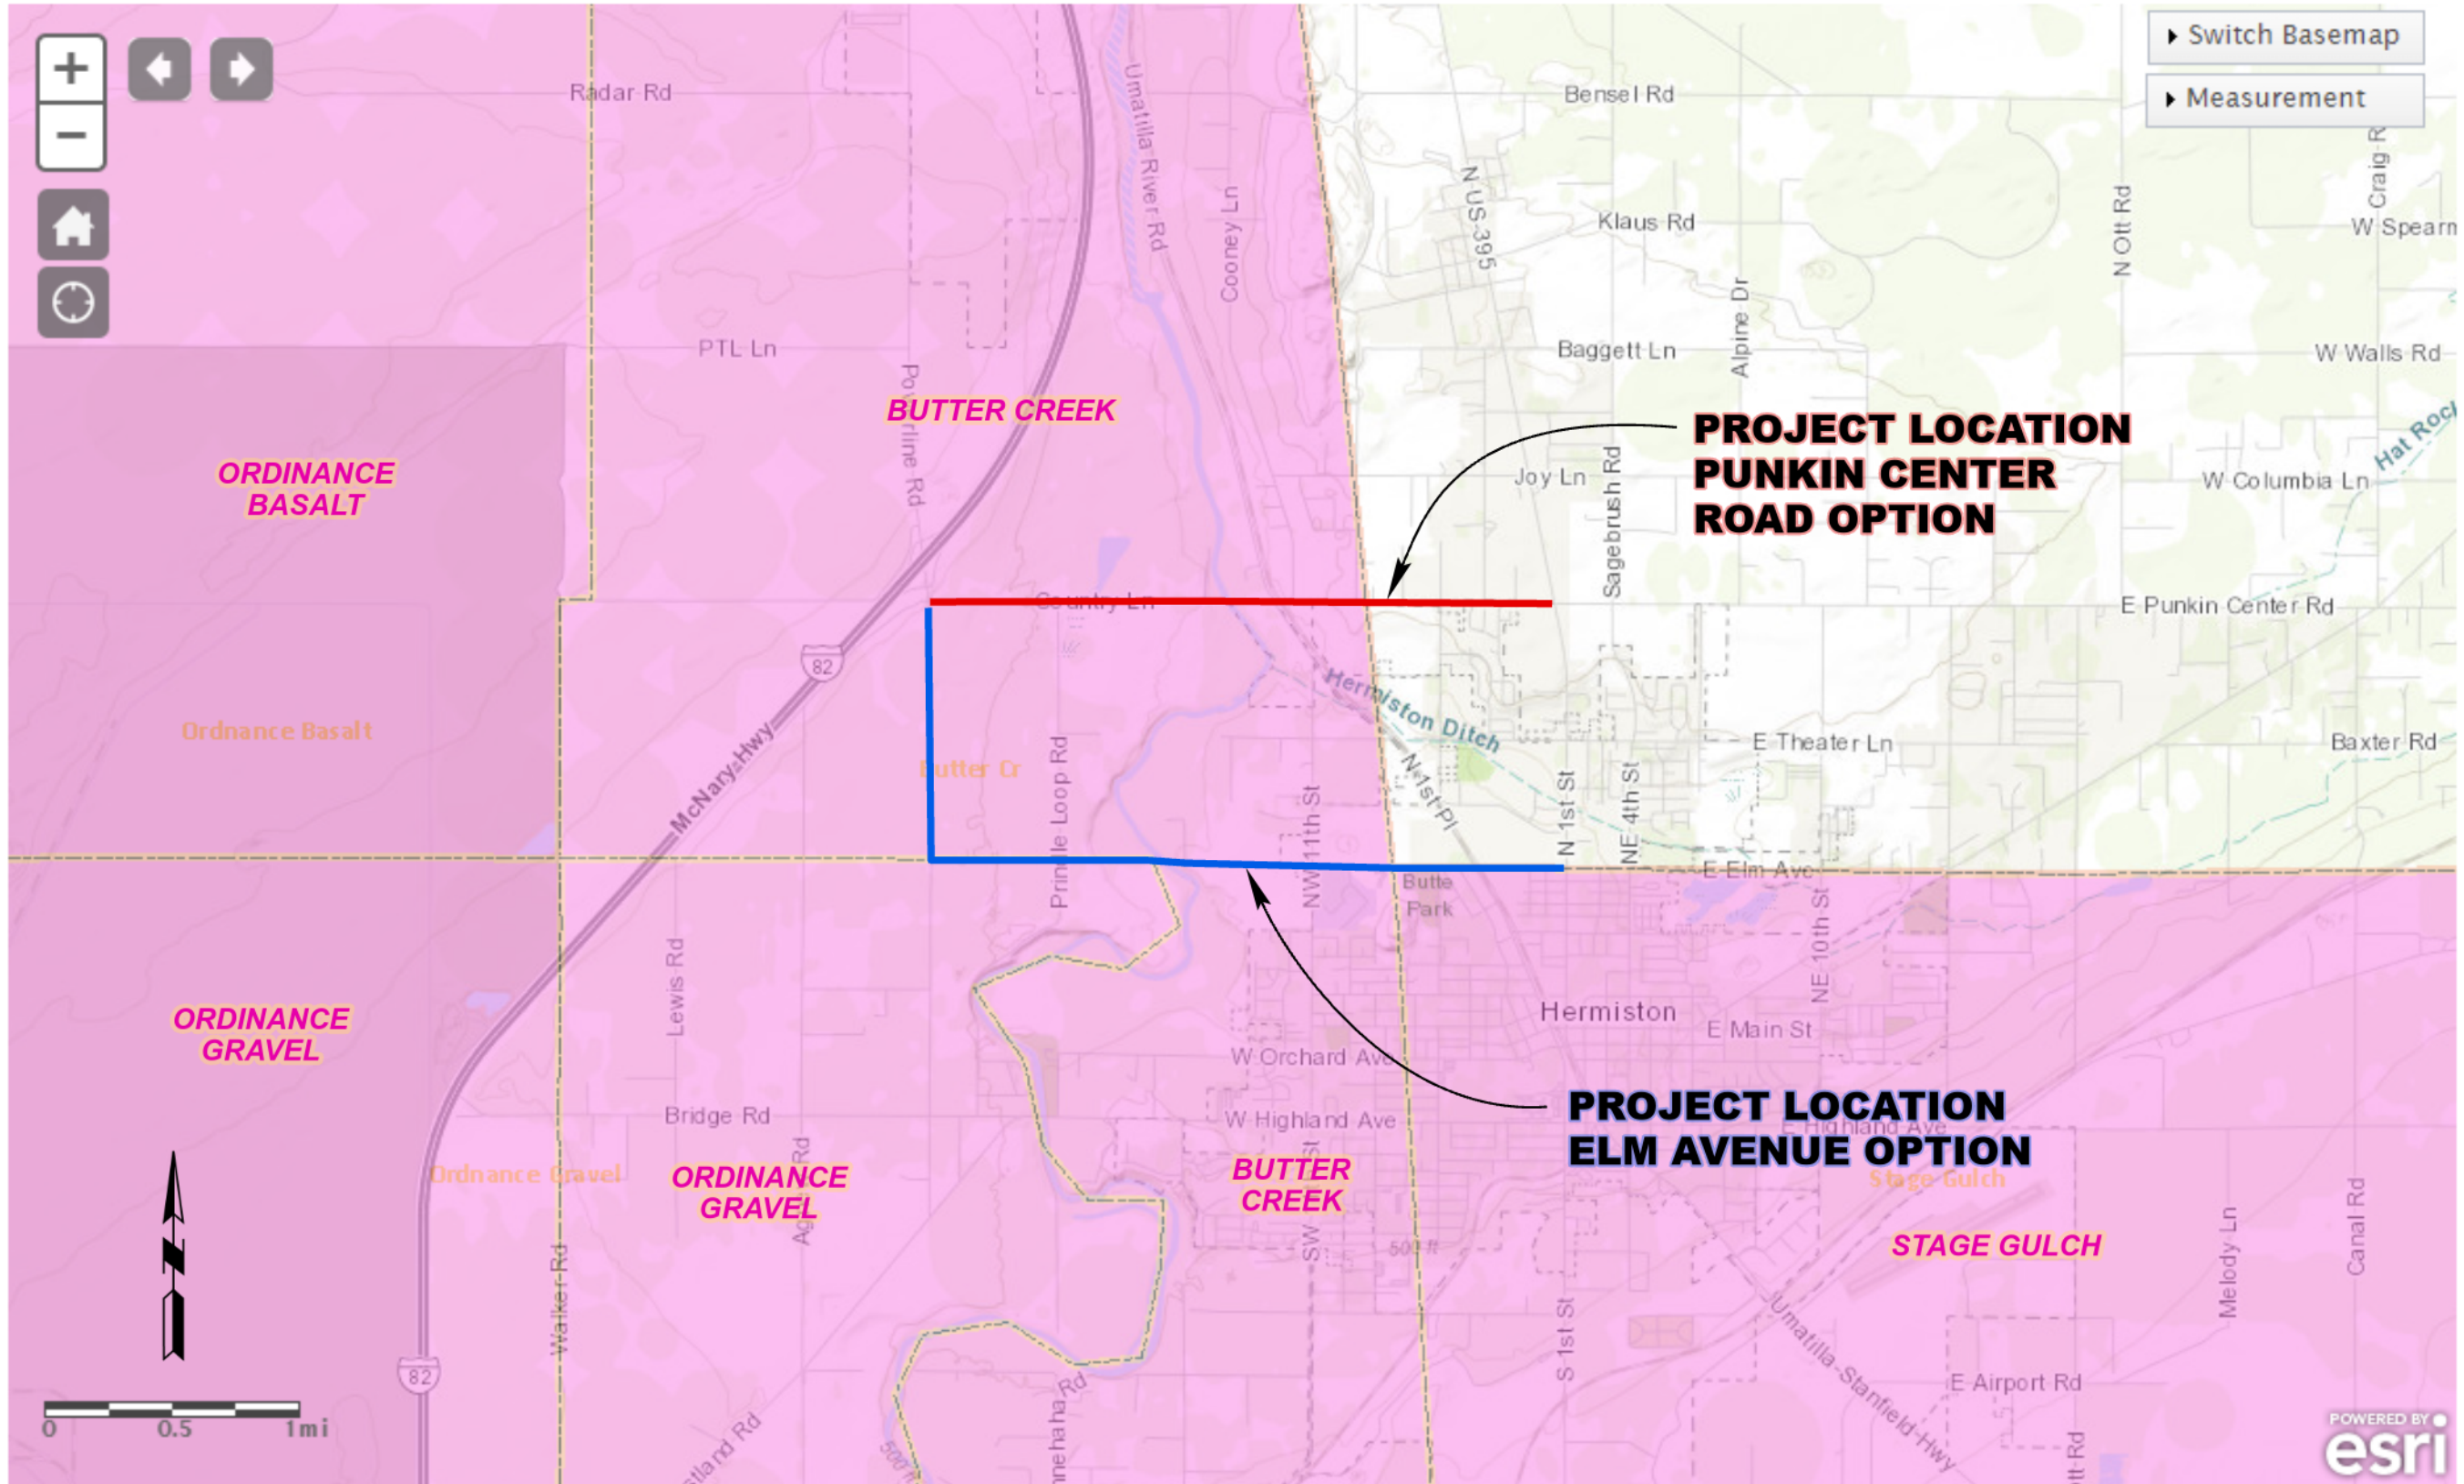 +
−
Switch Basemap
Measurement
Radar Rd
Umatilla River Rd
Cooney Ln
Bensel Rd
N US-395
Klaus Rd
N Ott Rd
W Spearn
PTL Ln
Baggett Ln
Alpine Dr
W Walls Rd
BUTTER CREEK
PROJECT LOCATION
PUNKIN CENTER
ROAD OPTION
ORDINANCE
BASALT
Joy Ln
Sagebrush Rd
W Columbia Ln
Country Ln
E Punkin Center Rd
82
Hermiston Ditch
Ordnance Basalt
McNary Hwy
Butter Cr
Prindle Loop Rd
NW 11th St
N 1st Pl
N 1st St
NE 4th St
E Theater Ln
Baxter Rd
E Elm Ave
Butte
Park
Lewis Rd
NE 10th St
Hermiston
E Main St
ORDINANCE
GRAVEL
W Orchard Ave
PROJECT LOCATION
ELM AVENUE OPTION
Bridge Rd
W Highland Ave
E Highland Ave
Ordnance Gravel
ORDINANCE
GRAVEL
BUTTER
CREEK
Stage Gulch
STAGE GULCH
500 ft
Walker Rd
S 1st St
Melody Ln
Canal Rd
Umatilla-Stanfield Hwy
E Airport Rd
82
N
0 0.5 1mi
500 ft
POWERED BY
esri